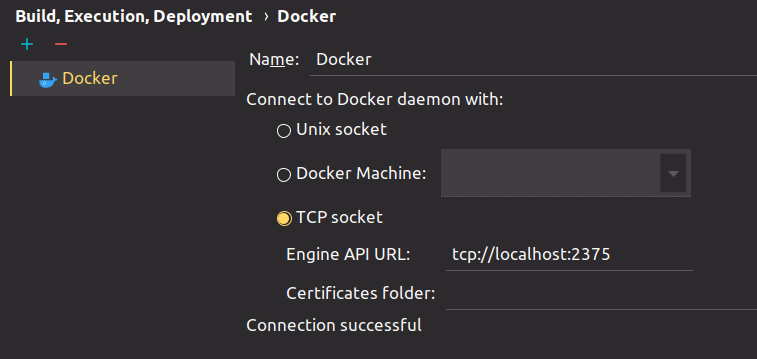 Build, Execution, Deployment › Docker
Docker
Name: Docker
Connect to Docker daemon with:
Unix socket
Docker Machine:
TCP socket
Engine API URL: tcp://localhost:2375
Certificates folder:
Connection successful